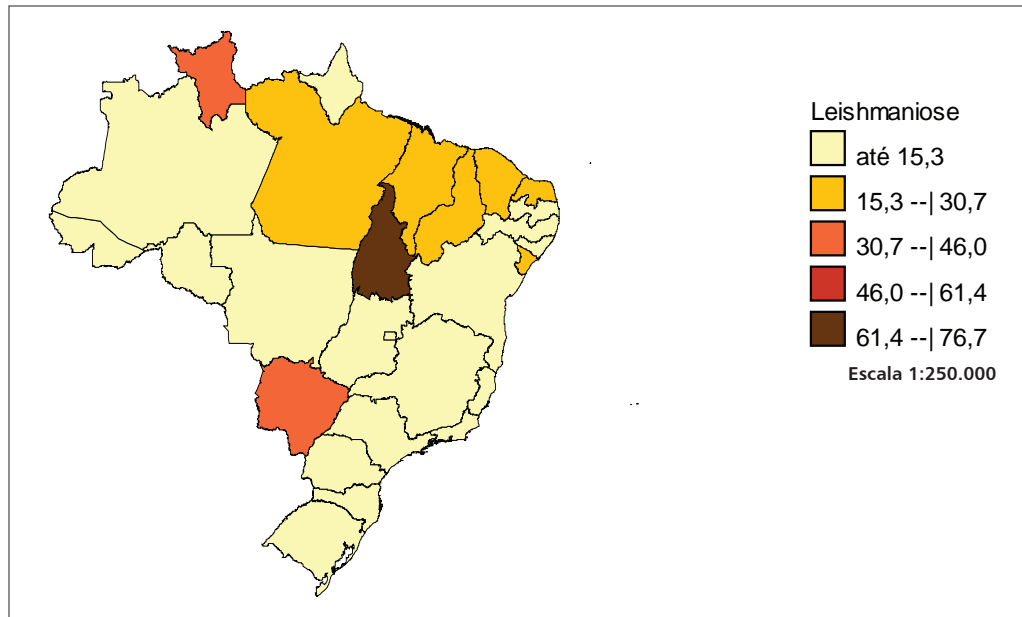 Leishmaniose
até 15,3
15,3 --| 30,7
30,7 --| 46,0
46,0 --| 61,4
61,4 --| 76,7
Escala 1:250.000